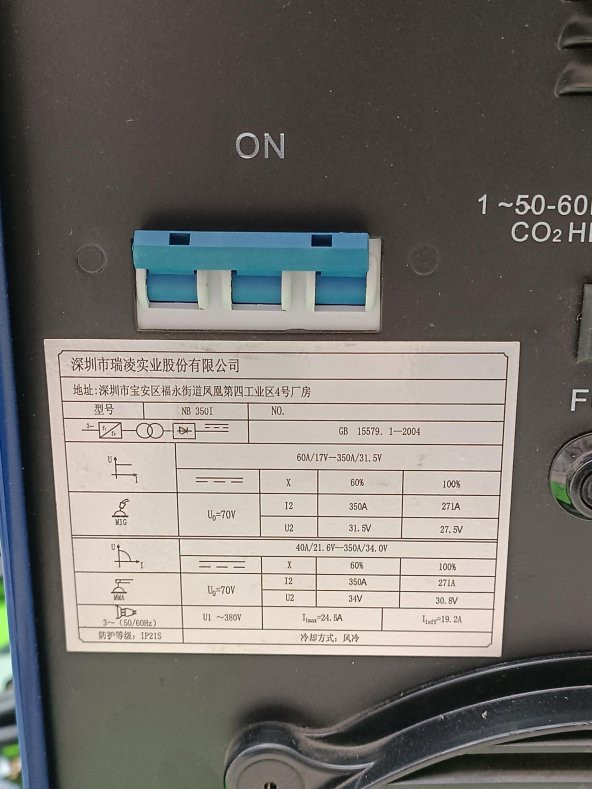 ON
1~50-60
CO₂ H
F
深圳市瑞凌实业股份有限公司
地址:深圳市宝安区福永街道凤凰第四工业区4号厂房
型号 NB 350I NO.
3~ f₁ f₂ GB 15579.1—2004
U I 60A/17V—350A/31.5V
X 60% 100%
MIG U₀=70V I2 350A 271A
U2 31.5V 27.5V
U I 40A/21.6V—350A/34.0V
X 60% 100%
MMA U₀=70V I2 350A 271A
U2 34V 30.8V
3~ (50/60Hz) U1 ~380V I₁max=24.5A I₁eff=19.2A
防护等级: IP21S 冷却方式: 风冷